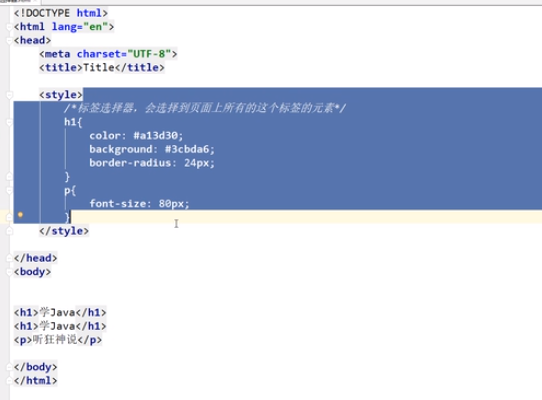 <!DOCTYPE html>
<html lang="en">
<head>
    <meta charset="UTF-8">
    <title>Title</title>
    <style>
        /*标签选择器，会选择到页面上所有的这个标签的元素*/
        h1{
            color: #a13d30;
            background: #3cbda6;
            border-radius: 24px;
        }
        p{
            font-size: 80px;
        }
    </style>
</head>
<body>
<h1>学Java</h1>
<h1>学Java</h1>
<p>听狂神说</p>
</body>
</html>